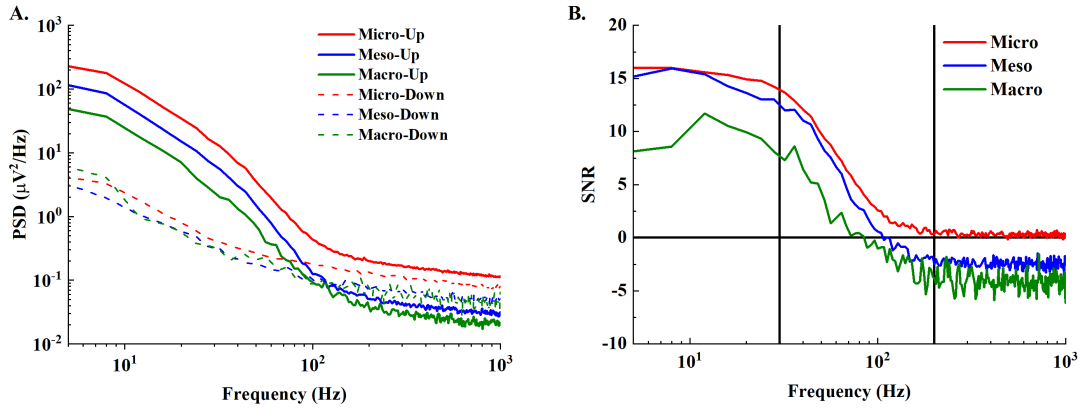 A.
10³
10²
10¹
10⁰
10⁻¹
10⁻²
PSD (μV²/Hz)
10¹
10²
10³
Frequency (Hz)
Micro-Up
Meso-Up
Macro-Up
Micro-Down
Meso-Down
Macro-Down
B.
20
15
10
5
0
-5
-10
SNR
10¹
10²
10³
Frequency (Hz)
Micro
Meso
Macro